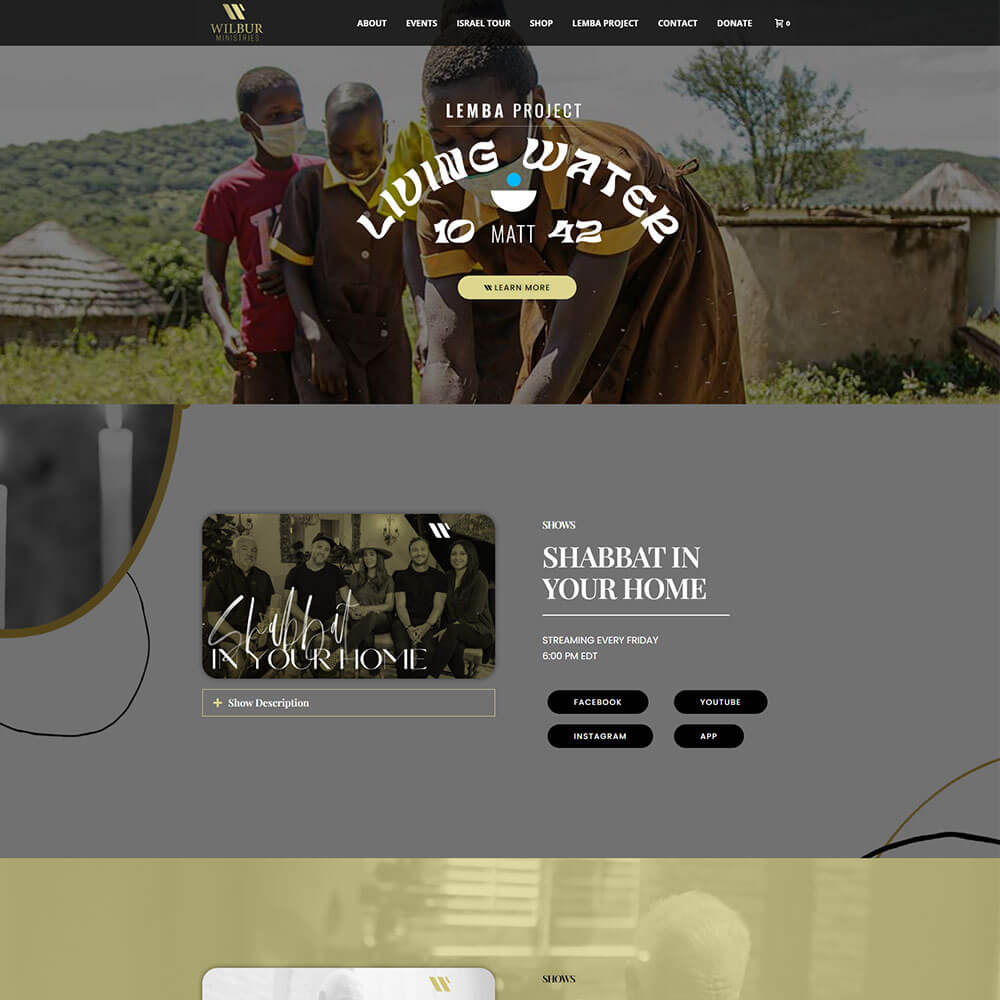 WILBUR
MINISTRIES
ABOUT
EVENTS
ISRAEL TOUR
SHOP
LEMBA PROJECT
CONTACT
DONATE
0
LEMBA PROJECT
LIVING WATER
10 MATT 42
LEARN MORE
Shabbat
IN YOUR HOME
Show Description
SHOWS
SHABBAT IN
YOUR HOME
STREAMING EVERY FRIDAY
6:00 PM EDT
FACEBOOK
YOUTUBE
INSTAGRAM
APP
SHOWS